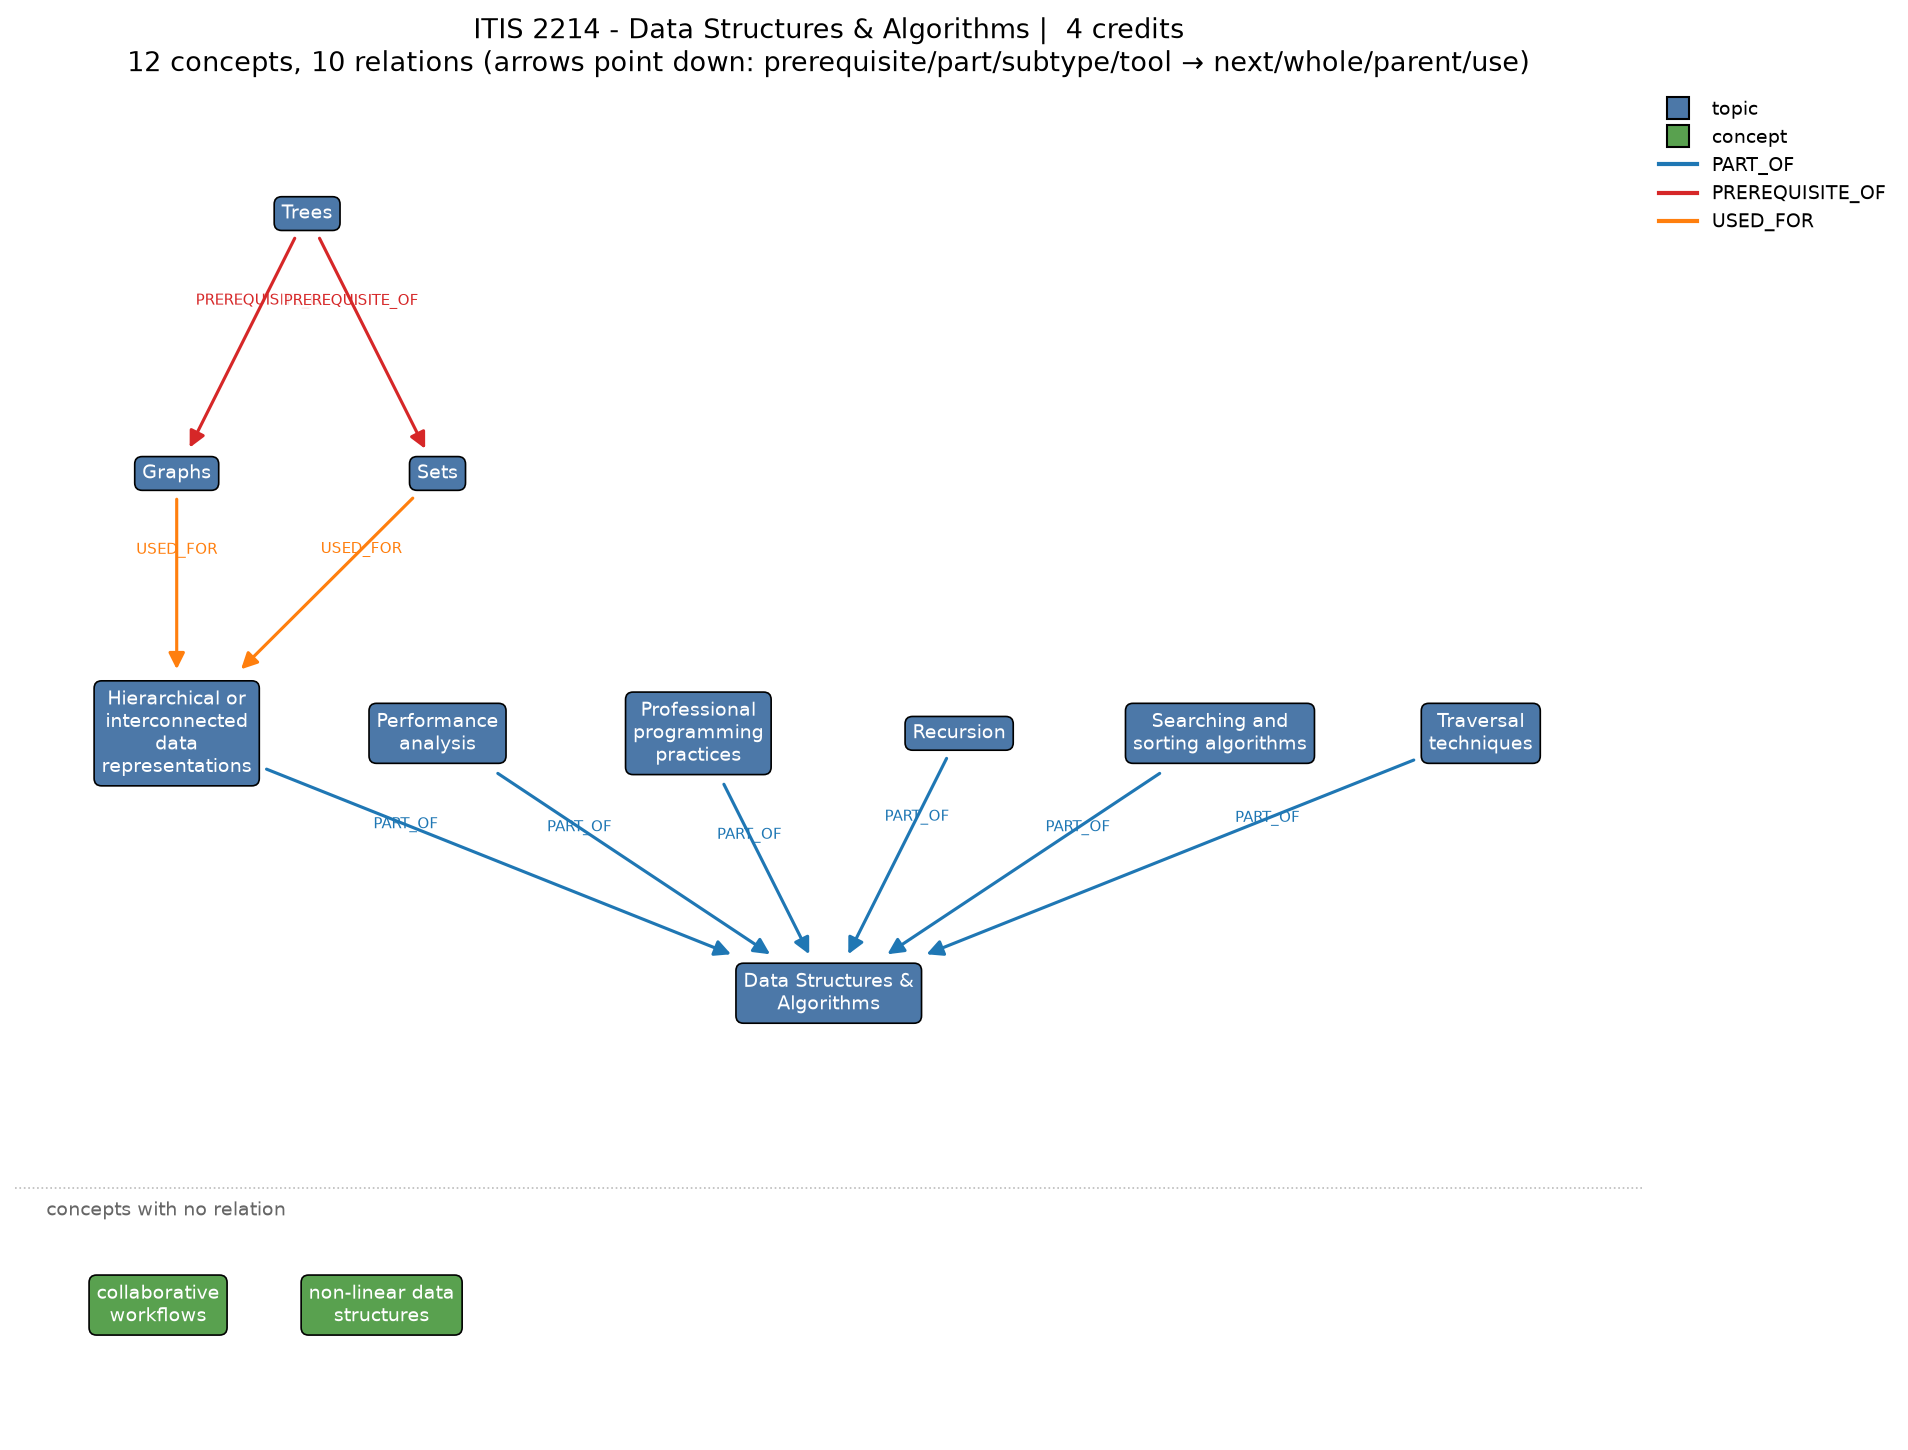 ITIS 2214 - Data Structures & Algorithms |  4 credits
12 concepts, 10 relations (arrows point down: prerequisite/part/subtype/tool → next/whole/parent/use)
topic
concept
PART_OF
PREREQUISITE_OF
USED_FOR
Trees
PREREQUISI
PREREQUISITE_OF
Graphs
Sets
USED_FOR
USED_FOR
Hierarchical or
interconnected
data
representations
Performance
analysis
Professional
programming
practices
Recursion
Searching and
sorting algorithms
Traversal
techniques
PART_OF
PART_OF
PART_OF
PART_OF
PART_OF
PART_OF
Data Structures &
Algorithms
concepts with no relation
collaborative
workflows
non-linear data
structures